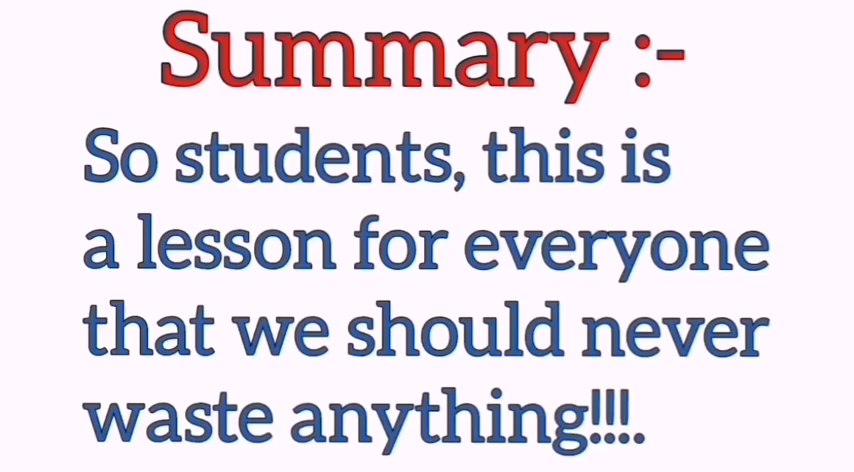 Summary :-
So students, this is
a lesson for everyone
that we should never
waste anything!!!.